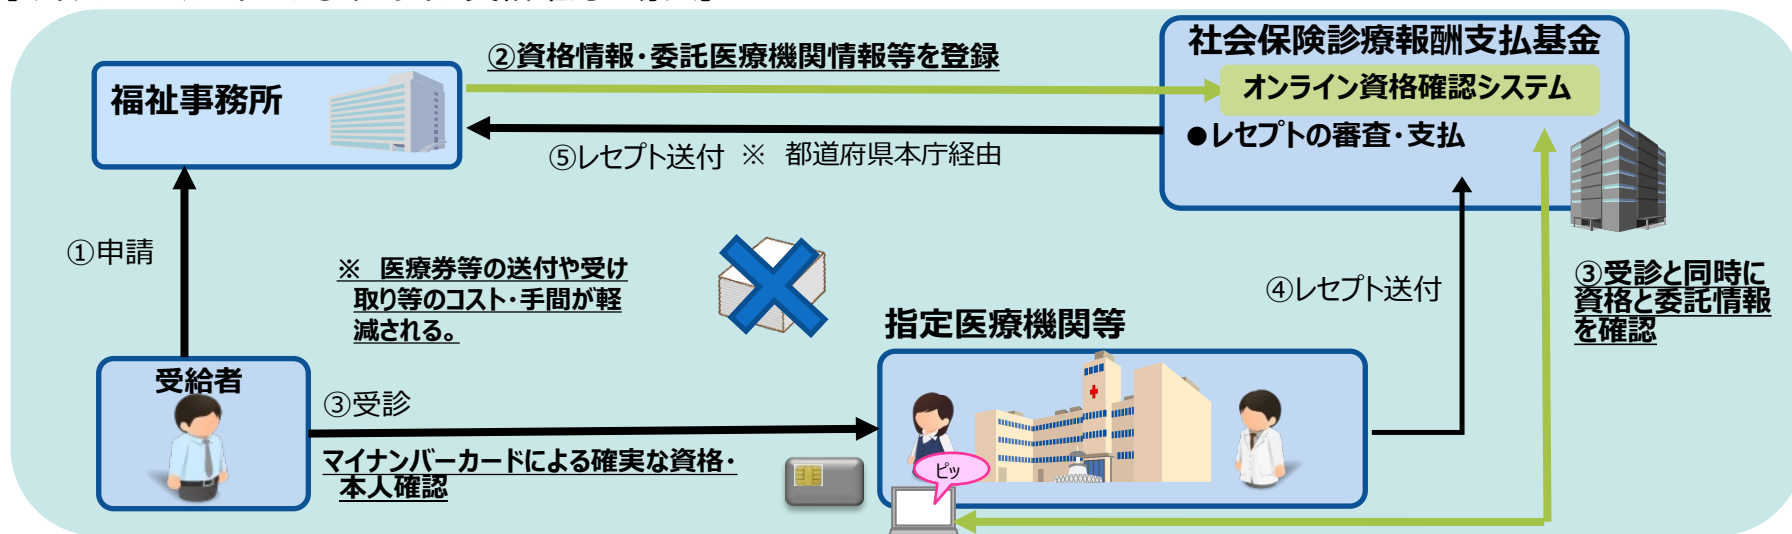 ②資格情報・委託医療機関情報等を登録
社会保険診療報酬支払基金
オンライン資格確認システム
●レセプトの審査・支払
福祉事務所
⑤レセプト送付 ※ 都道府県本庁経由
①申請
※ 医療券等の送付や受け
取り等のコスト・手間が軽
減される。
④レセプト送付
③受診と同時に
資格と委託情報
を確認
指定医療機関等
受給者
③受診
マイナンバーカードによる確実な資格・
本人確認
ピッ